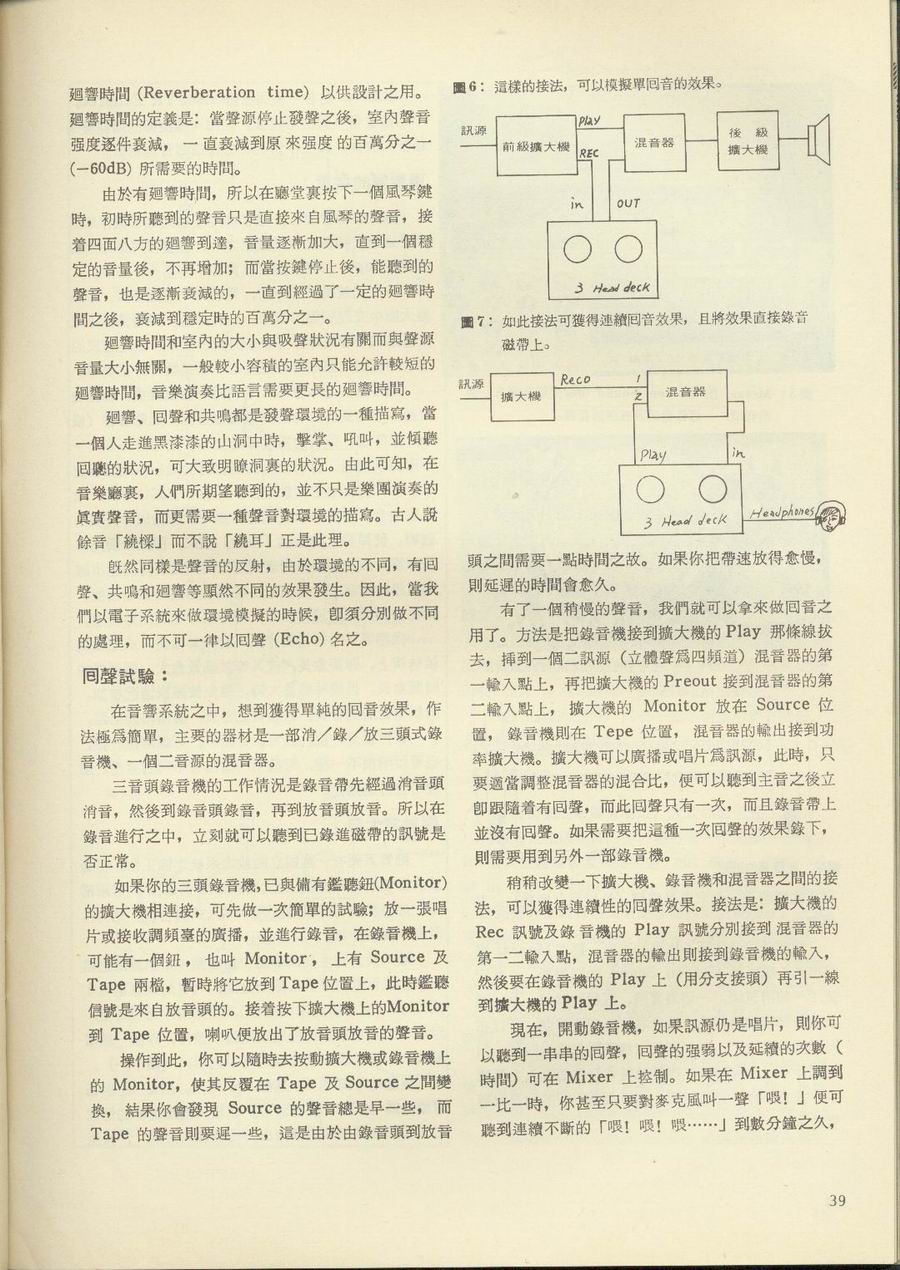 廻響時間 (Reverberation time) 以供設計之用。
廻響時間的定義是：當聲源停止發聲之後，室內聲音
强度逐件衰減，一直衰減到原來强度的百萬分之一
(－60dB) 所需要的時間。
由於有廻響時間，所以在廳堂裏按下一個風琴鍵
時，初時所聽到的聲音只是直接來自風琴的聲音，接
着四面八方的廻響到達，音量逐漸加大，直到一個穩
定的音量後，不再增加；而當按鍵停止後，能聽到的
聲音，也是逐漸衰減的，一直到經過了一定的廻響時
間之後，衰減到穩定時的百萬分之一。
廻響時間和室內的大小與吸聲狀況有關而與聲源
音量大小無關，一般較小容積的室內只能允許較短的
廻響時間，音樂演奏比語言需要更長的廻響時間。
廻響、回聲和共鳴都是發聲環境的一種描寫，當
一個人走進黑漆漆的山洞中時，擊掌、吼叫，並傾聽
回聽的狀況，可大致明瞭洞裏的狀況。由此可知，在
音樂廳裏，人們所期望聽到的，並不只是樂團演奏的
眞實聲音，而更需要一種聲音對環境的描寫。古人說
餘音「繞樑」而不說「繞耳」正是此理。
旣然同樣是聲音的反射，由於環境的不同，有回
聲、共鳴和廻響等顯然不同的效果發生。因此，當我
們以電子系統來做環境模擬的時候，卽須分別做不同
的處理，而不可一律以回聲 (Echo) 名之。
回聲試驗：
在音響系統之中，想到獲得單純的回音效果，作
法極爲簡單，主要的器材是一部消／錄／放三頭式錄
音機、一個二音源的混音器。
三音頭錄音機的工作情況是錄音帶先經過消音頭
消音，然後到錄音頭錄音，再到放音頭放音。所以在
錄音進行之中，立刻就可以聽到已錄進磁帶的訊號是
否正常。
如果你的三頭錄音機，已與備有鑑聽鈕(Monitor)
的擴大機相連接，可先做一次簡單的試驗；放一張唱
片或接收調頻臺的廣播，並進行錄音，在錄音機上，
可能有一個鈕，也叫 Monitor，上有 Source 及
Tape 兩檔，暫時將它放到 Tape 位置上，此時鑑聽
信號是來自放音頭的。接着按下擴大機上的Monitor
到 Tape 位置，喇叭便放出了放音頭放音的聲音。
操作到此，你可以隨時去按動擴大機或錄音機上
的 Monitor，使其反覆在 Tape 及 Source 之間變
換，結果你會發現 Source 的聲音總是早一些，而
Tape 的聲音則要遲一些，這是由於由錄音頭到放音
圖6：這樣的接法，可以模擬單回音的效果。
訊源
前級擴大機
play
REC
混音器
後級
擴大機
in
OUT
3 Head deck
圖7：如此接法可獲得連續回音效果，且將效果直接錄音
磁帶上。
訊源
擴大機
Reco
1
2
混音器
Play
in
3 Head deck
Headphones
頭之間需要一點時間之故。如果你把帶速放得愈慢，
則延遲的時間會愈久。
有了一個稍慢的聲音，我們就可以拿來做回音之
用了。方法是把錄音機接到擴大機的 Play 那條線拔
去，揷到一個二訊源（立體聲爲四頻道）混音器的第
一輸入點上，再把擴大機的 Preout 接到混音器的第
二輸入點上，擴大機的 Monitor 放在 Source 位
置，錄音機則在 Tepe 位置，混音器的輸出接到功
率擴大機。擴大機可以廣播或唱片爲訊源，此時，只
要適當調整混音器的混合比，便可以聽到主音之後立
卽跟隨着有回聲，而此回聲只有一次，而且錄音帶上
並沒有回聲。如果需要把這種一次回聲的效果錄下，
則需要用到另外一部錄音機。
稍稍改變一下擴大機、錄音機和混音器之間的接
法，可以獲得連續性的回聲效果。接法是：擴大機的
Rec 訊號及錄音機的 Play 訊號分別接到混音器的
第一二輸入點，混音器的輸出則接到錄音機的輸入，
然後要在錄音機的 Play 上（用分支接頭）再引一線
到擴大機的 Play 上。
現在，開動錄音機，如果訊源仍是唱片，則你可
以聽到一串串的回聲，回聲的强弱以及延續的次數（
時間）可在 Mixer 上控制。如果在 Mixer 上調到
一比一時，你甚至只要對麥克風叫一聲「喂！」便可
聽到連續不斷的「喂！喂！喂……」到數分鐘之久，
39